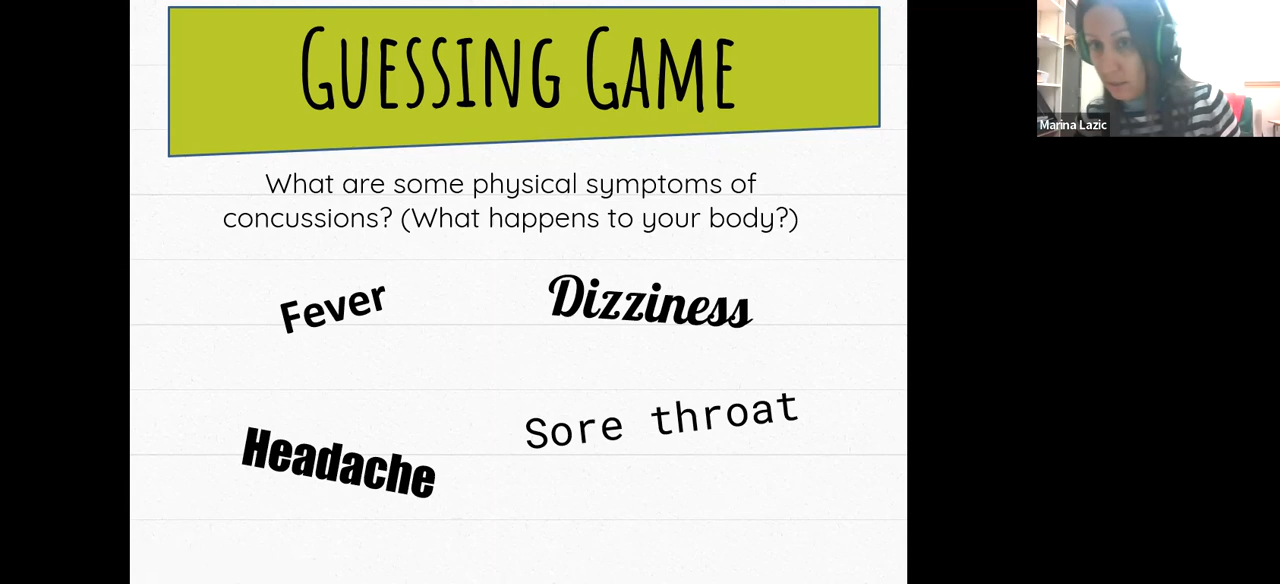 GUESSING GAME
What are some physical symptoms of
concussions? (What happens to your body?)
Fever
Dizziness
Headache
Sore throat
Marina Lazic